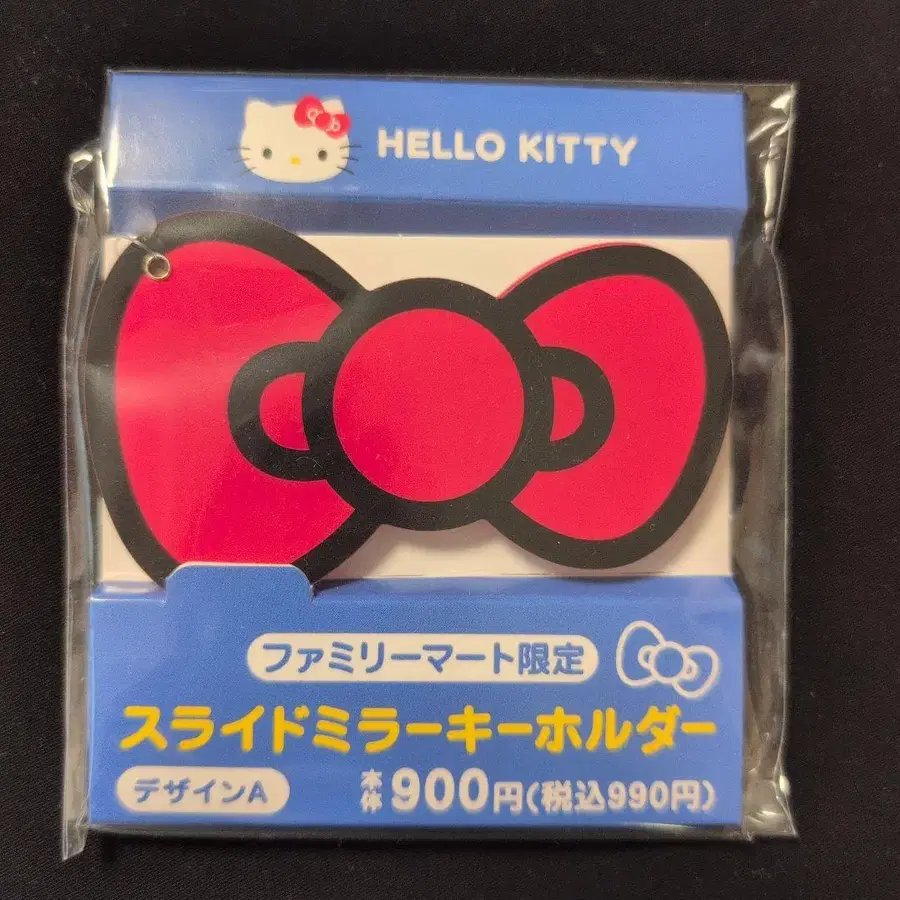 HELLO KITTY
ファミリーマート限定
スライドミラーキーホルダー
デザインA 本体900円(税込990円)